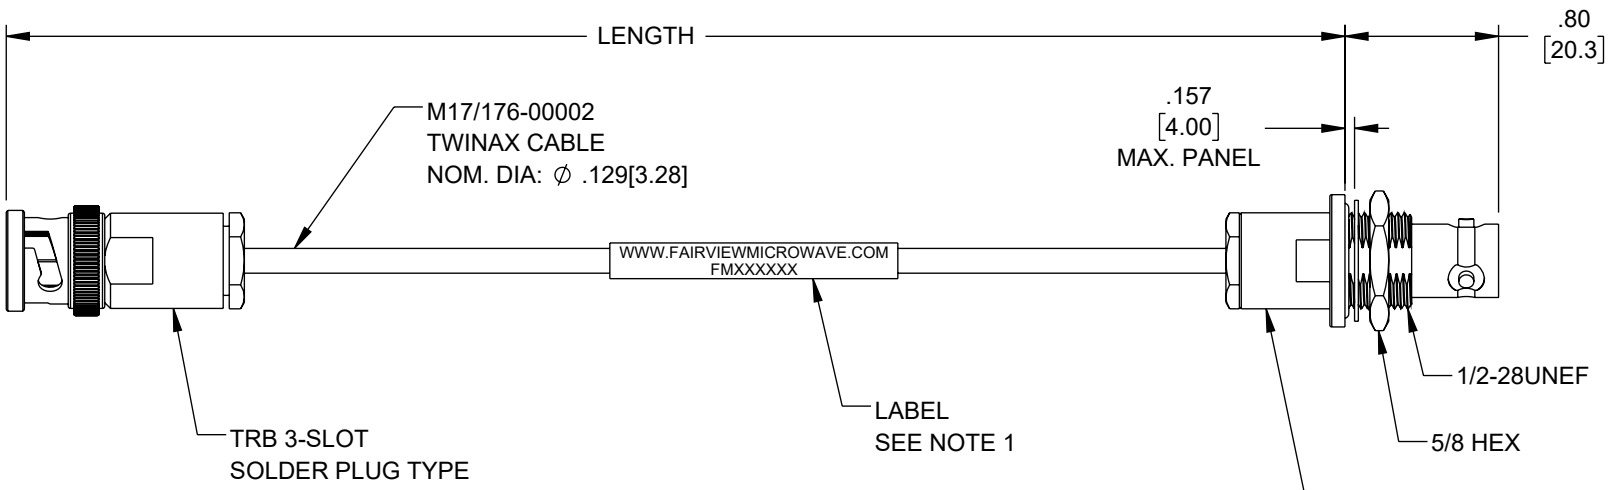 LENGTH
.80
[20.3]
M17/176-00002
TWINAX CABLE
NOM. DIA: ∅ .129[3.28]
.157
[4.00]
MAX. PANEL
WWW.FAIRVIEWMICROWAVE.COM
FMXXXXXX
1/2-28UNEF
LABEL
SEE NOTE 1
5/8 HEX
TRB 3-SLOT
SOLDER PLUG TYPE